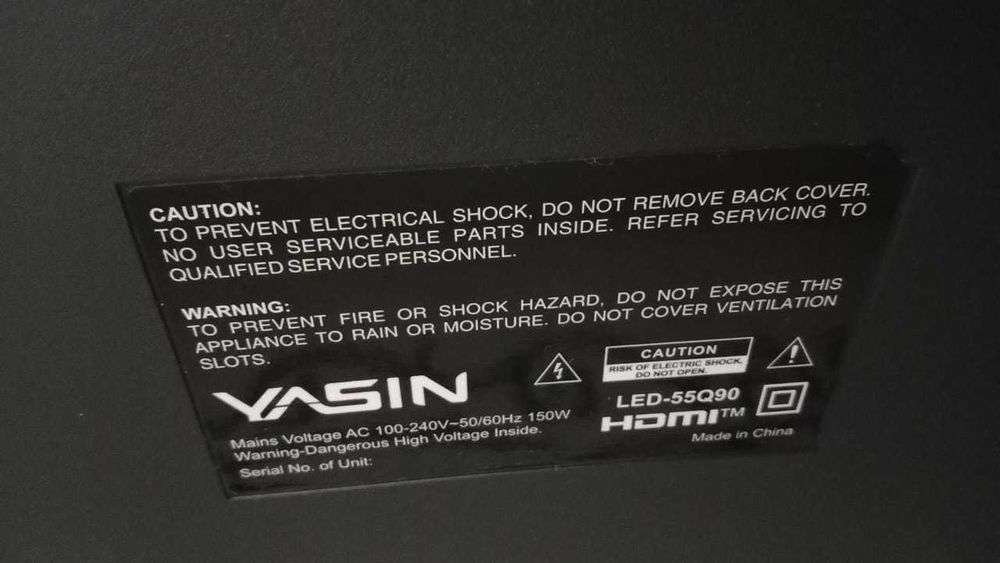 CAUTION:
TO PREVENT ELECTRICAL SHOCK, DO NOT REMOVE BACK COVER.
NO USER SERVICEABLE PARTS INSIDE. REFER SERVICING TO
QUALIFIED SERVICE PERSONNEL.
WARNING:
TO PREVENT FIRE OR SHOCK HAZARD, DO NOT EXPOSE THIS
APPLIANCE TO RAIN OR MOISTURE. DO NOT COVER VENTILATION
SLOTS.
YASIN
Mains Voltage AC 100-240V~50/60Hz 150W
Warning-Dangerous High Voltage Inside.
Serial No. of Unit:
CAUTION
RISK OF ELECTRIC SHOCK.
DO NOT OPEN.
LED-55Q90
HDMI™
Made in China